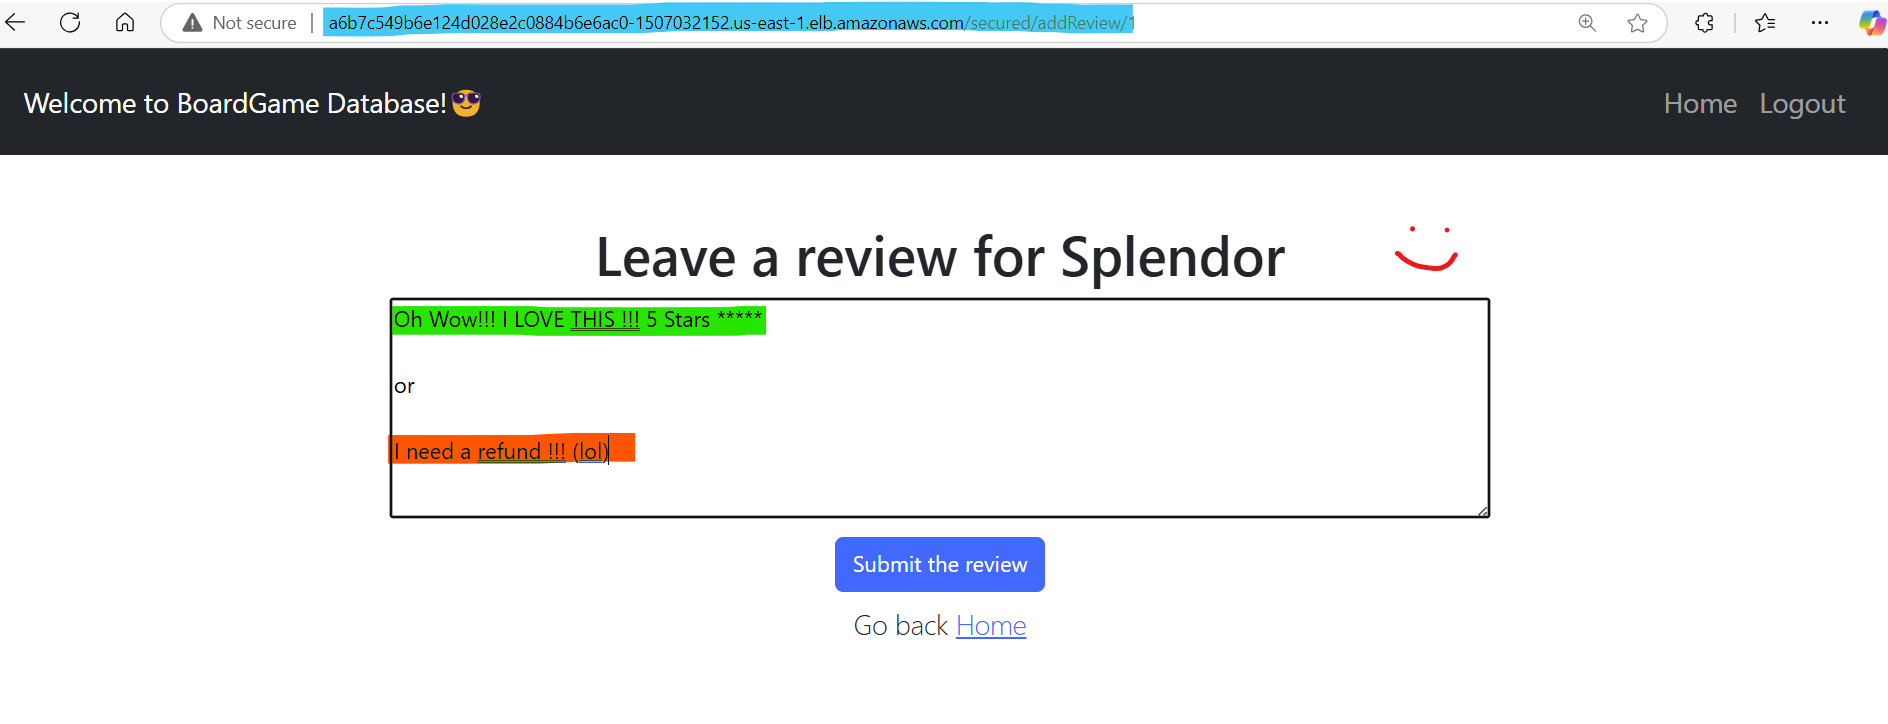 Not secure a6b7c549b6e124d028e2c0884b6e6ac0-1507032152.us-east-1.elb.amazonaws.com/secured/addReview/1
Welcome to BoardGame Database!😎 Home Logout
Leave a review for Splendor
Oh Wow!!! I LOVE THIS !!! 5 Stars *****
or
I need a refund !!! (lol)
Submit the review
Go back Home